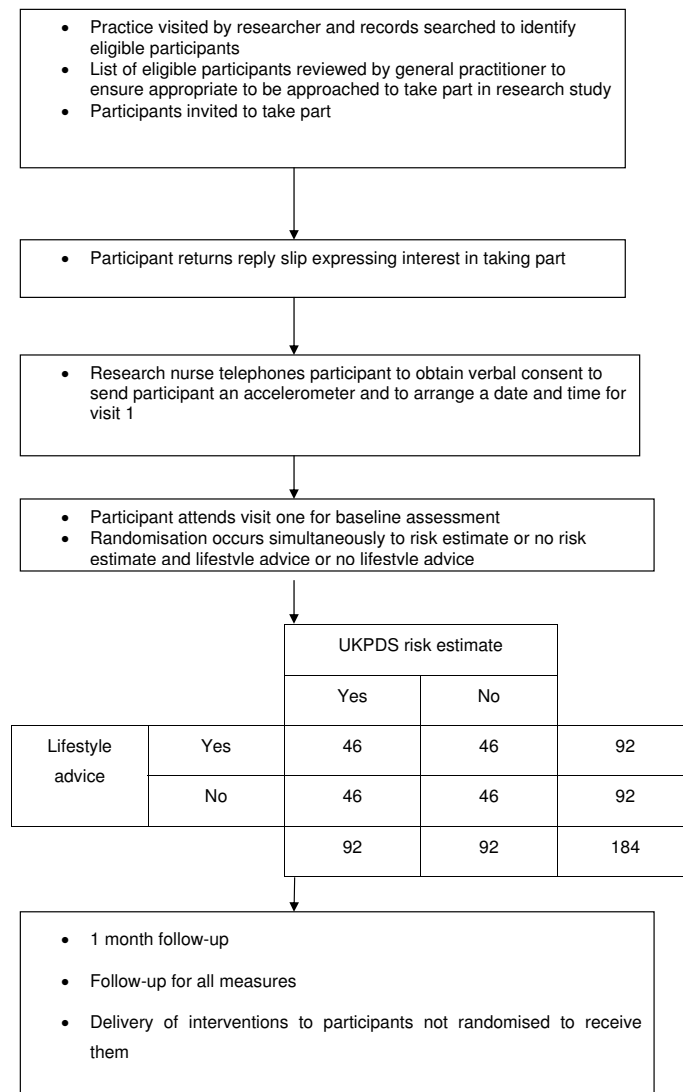 • Practice visited by researcher and records searched to identify
eligible participants
• List of eligible participants reviewed by general practitioner to
ensure appropriate to be approached to take part in research study
• Participants invited to take part
• Participant returns reply slip expressing interest in taking part
• Research nurse telephones participant to obtain verbal consent to
send participant an accelerometer and to arrange a date and time for
visit 1
• Participant attends visit one for baseline assessment
• Randomisation occurs simultaneously to risk estimate or no risk
estimate and lifestyle advice or no lifestyle advice
UKPDS risk estimate
Yes No
Lifestyle Yes 46 46 92
advice
No 46 46 92
92 92 184
• 1 month follow-up
• Follow-up for all measures
• Delivery of interventions to participants not randomised to receive
them